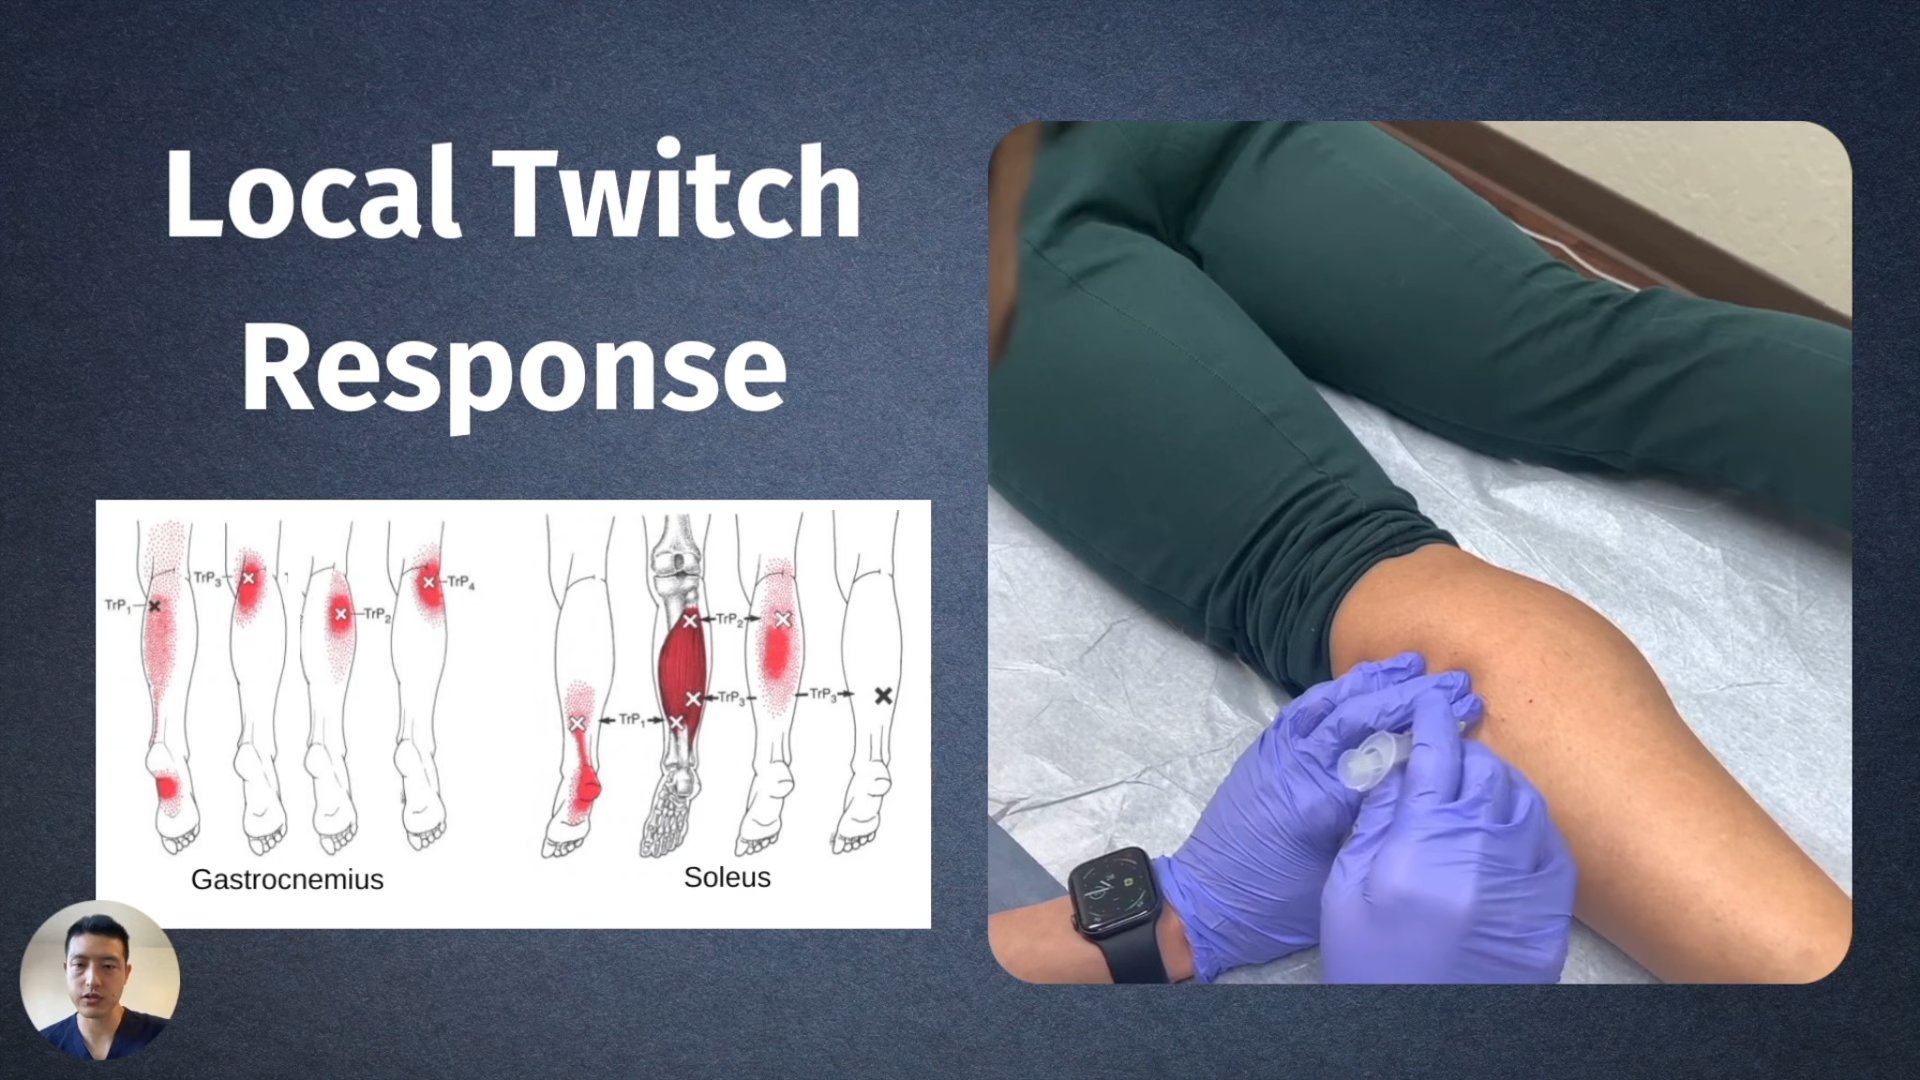 Local Twitch
Response
TrP1
TrP3
TrP2
TrP4
TrP2
TrP3
TrP3
TrP1
Gastrocnemius
Soleus